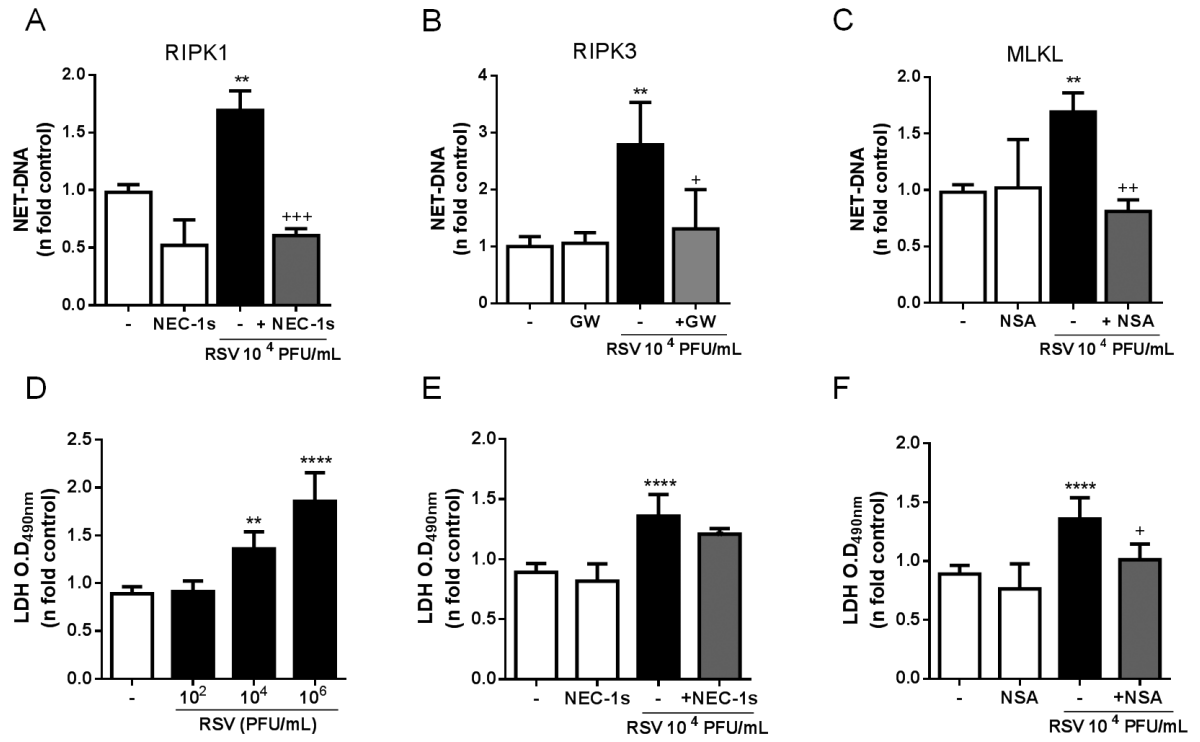 A
RIPK1
NET-DNA
(n fold control)
2.0
1.5
1.0
0.5
0.0
**
+++
- NEC-1s - + NEC-1s
RSV 10 4 PFU/mL
B
RIPK3
NET-DNA
(n fold control)
6
4
2
1
0
**
+
- GW - +GW
RSV 10 4 PFU/mL
C
MLKL
NET-DNA
(n fold control)
2.0
1.5
1.0
0.5
0.0
**
++
- NSA - + NSA
RSV 10 4 PFU/mL
D
LDH O.D490nm
(n fold control)
2.5
2.0
1.5
1.0
0.5
0.0
**
****
- 10² 10⁴ 10⁶
RSV (PFU/mL)
E
LDH O.D490nm
(n fold control)
2.0
1.5
1.0
0.5
0.0
****
- NEC-1s - +NEC-1s
RSV 10 4 PFU/mL
F
LDH O.D490nm
(n fold control)
2.0
1.5
1.0
0.5
0.0
****
+
- NSA - +NSA
RSV 10 4 PFU/mL